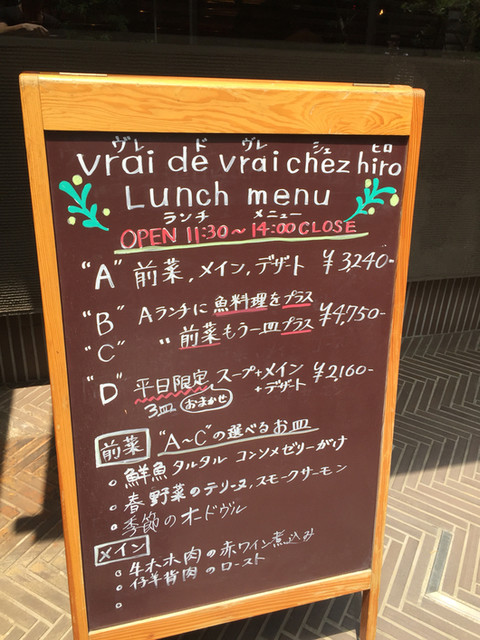 ヴレ ド ヴレ シェ ヒロ
vrai de vrai chez hiro
Lunch menu
ランチ メニュー
OPEN 11:30~14:00 CLOSE
"A" 前菜, メイン, デザート ¥3,240-
"B" Aランチに 魚料理をプラス ¥4,750-
"C" 〃 前菜もう一皿プラス
"D" 平日限定 スープ+メイン+デザート ¥2,160-
3皿 おまかせ
前菜 "A~C"の選べるお皿
○ 鮮魚タルタル コンソメゼリーがけ
○ 春野菜のテリーヌ, スモークサーモン
○ 季節のオードヴル
メイン
○ 牛ホホ肉の赤ワイン煮込み
○ 仔羊背肉のロースト
○